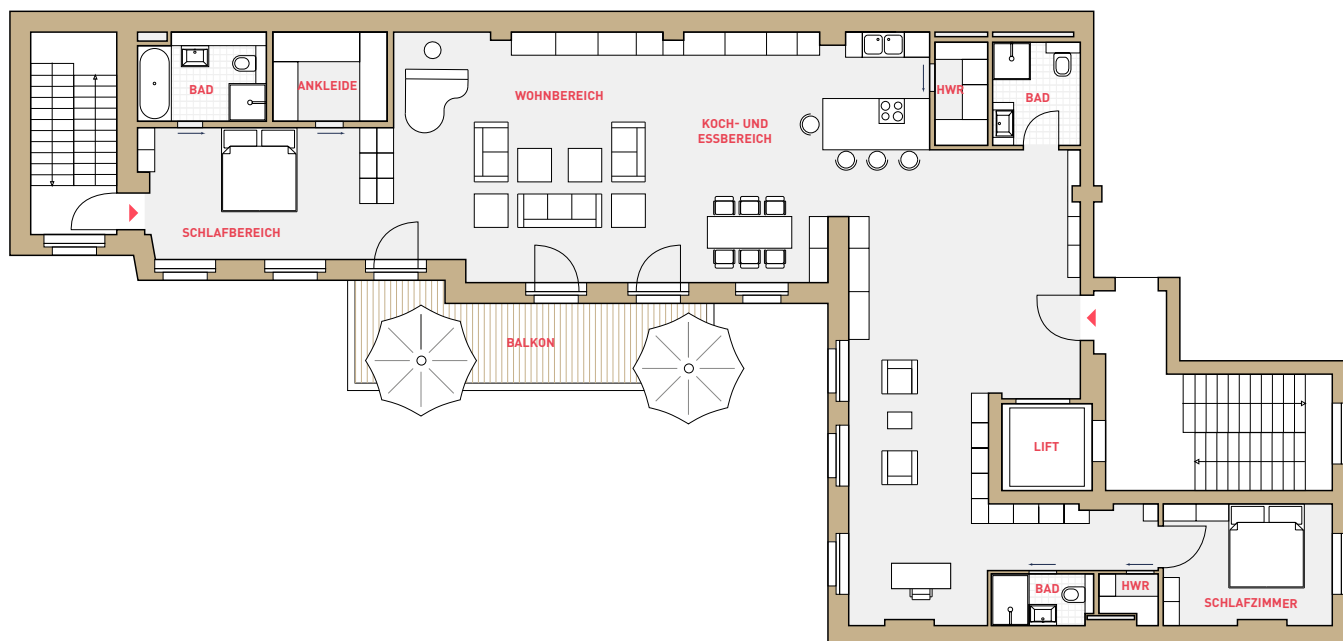 BAD
ANKLEIDE
WOHNBEREICH
KOCH- UND
ESSBEREICH
HWR
BAD
SCHLAFBEREICH
BALKON
LIFT
BAD
HWR
SCHLAFZIMMER